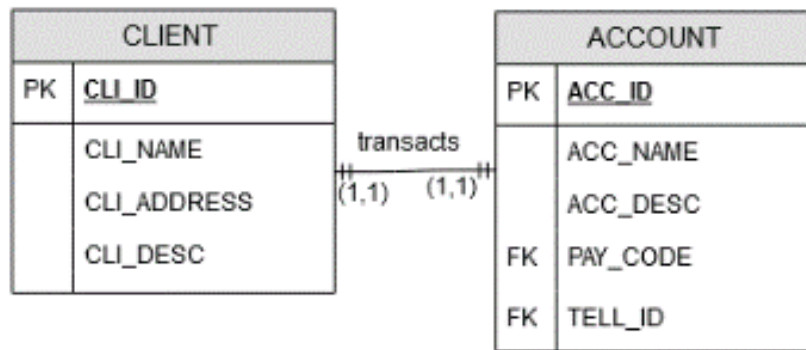 CLIENT
PK CLI_ID
CLI_NAME
CLI_ADDRESS
CLI_DESC
transacts
(1,1) (1,1)
ACCOUNT
PK ACC_ID
ACC_NAME
ACC_DESC
FK PAY_CODE
FK TELL_ID